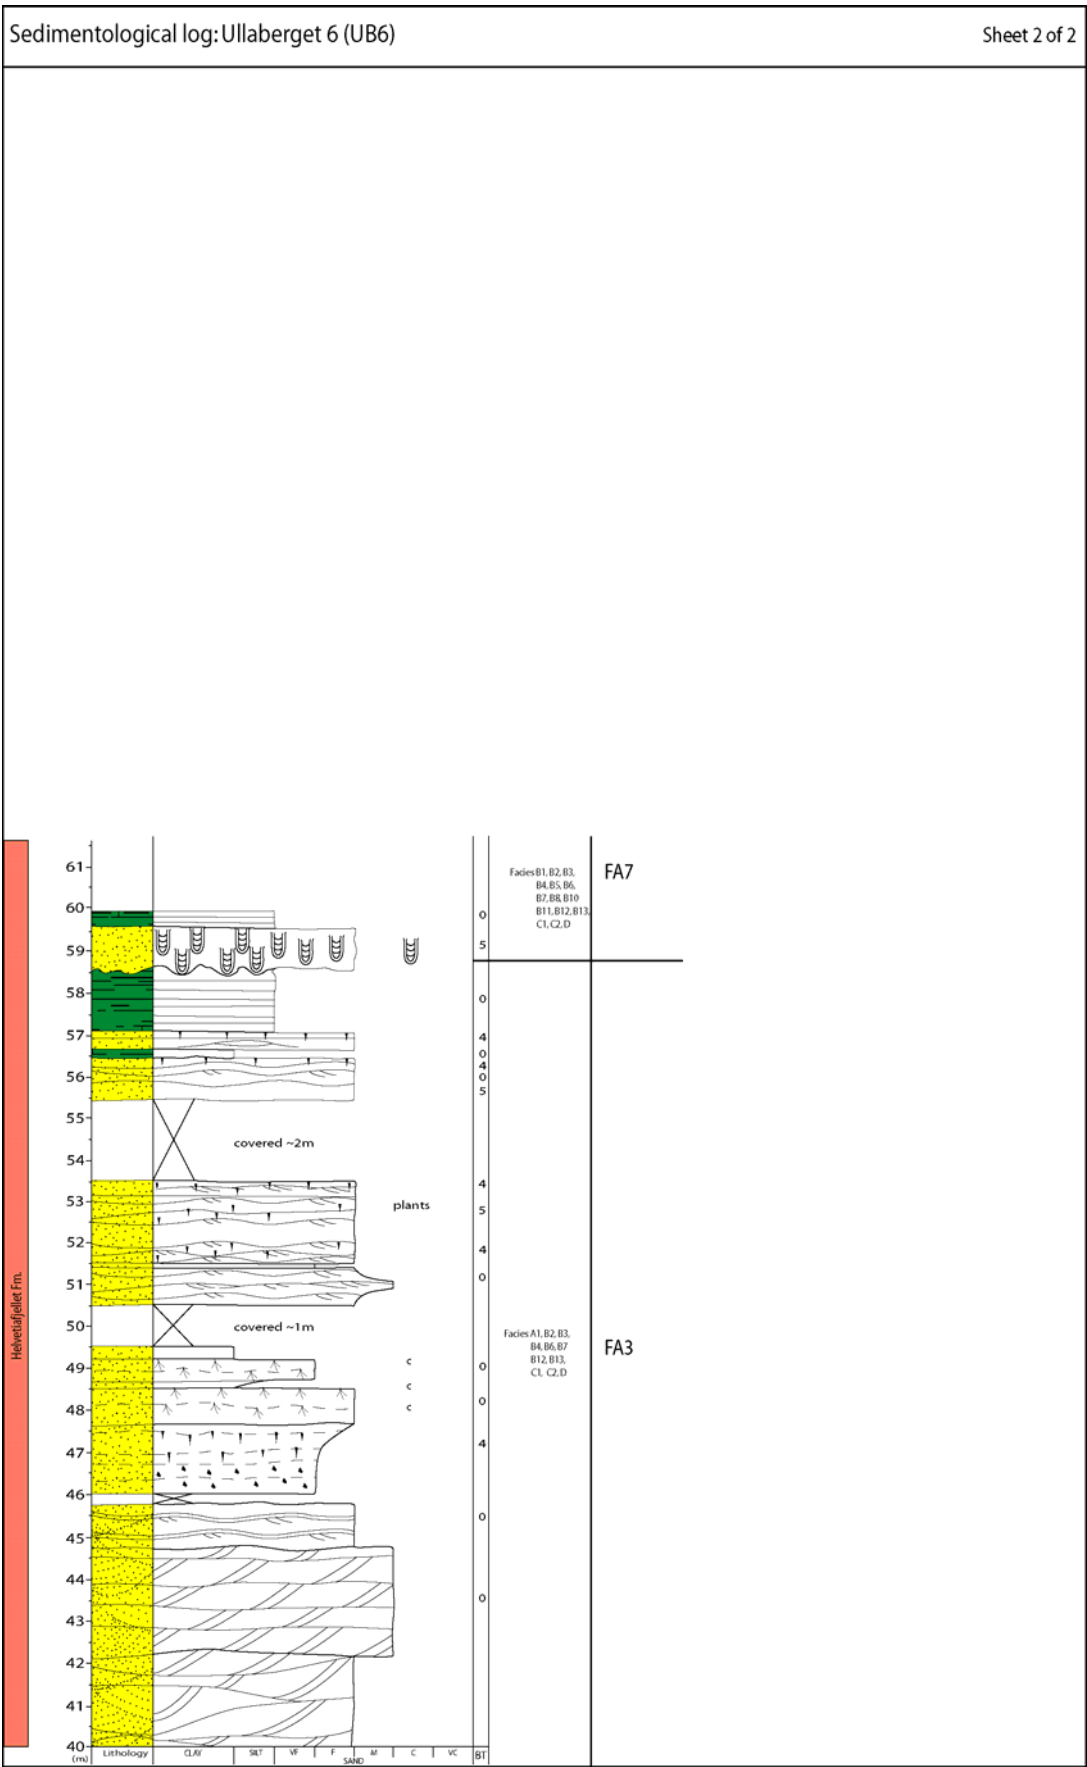 Sedimentological log: Ullaberget 6 (UB6)
Sheet 2 of 2
Helvetiafjellet Fm.
61
60
59
58
57
56
55
54
53
52
51
50
49
48
47
46
45
44
43
42
41
40
(m)
covered ~2m
plants
covered ~1m
c
c
c
0
5
0
4
0
4
0
5
4
5
4
0
0
0
4
0
0
Facies B1, B2, B3,
B4, B5, B6,
B7, B8, B10
B11, B12, B13,
C1, C2, D
FA7
Facies A1, B2, B3,
B4, B6, B7
B12, B13,
C1, C2, D
FA3
Lithology CLAY SILT VF F M C VC BT
SAND